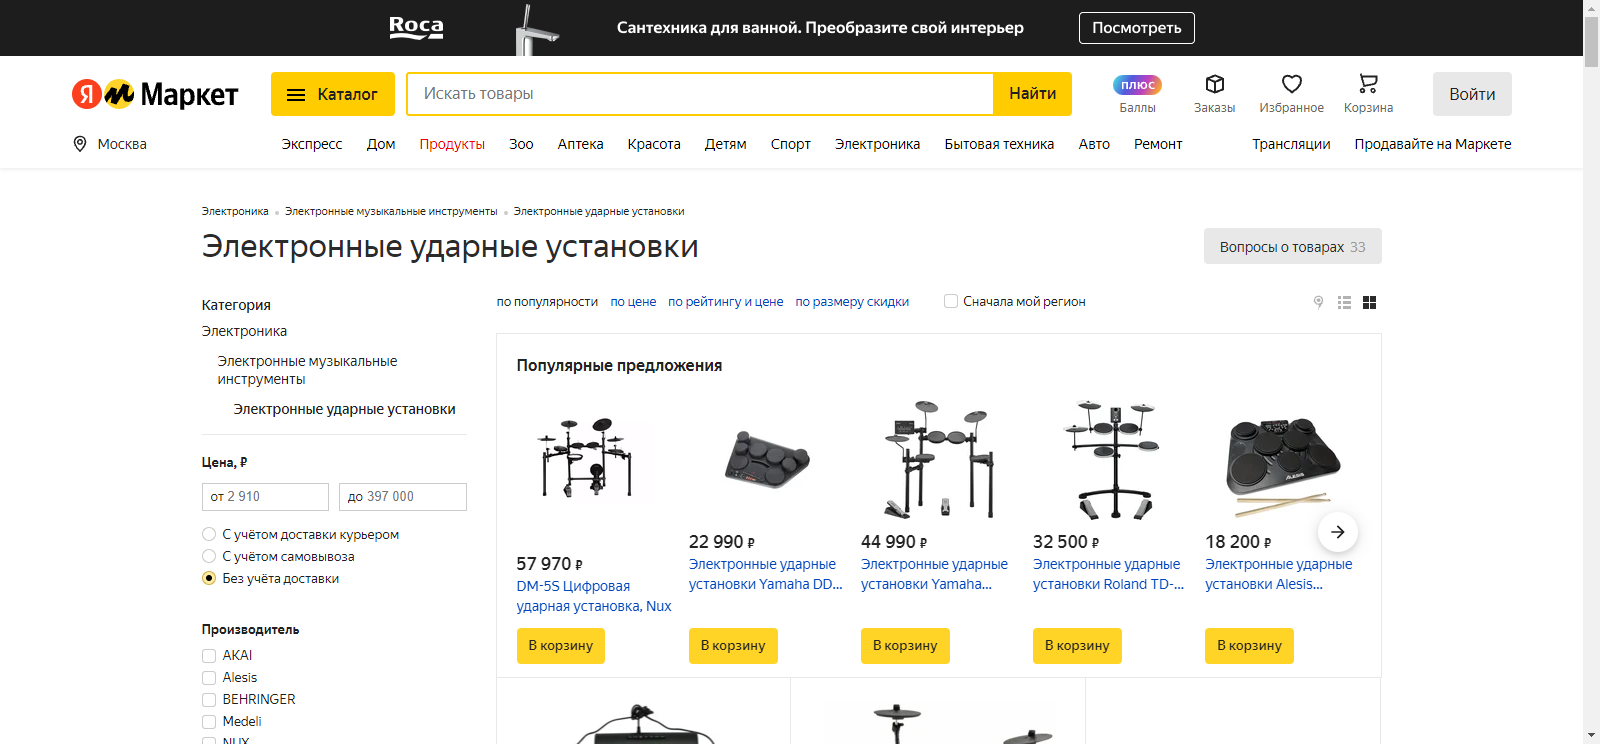 Roca
Сантехника для ванной. Преобразите свой интерьер
Посмотреть
Я Маркет
Каталог
Искать товары
Найти
плюс
Баллы
Заказы
Избранное
Корзина
Войти
Москва
Экспресс Дом Продукты Зоо Аптека Красота Детям Спорт Электроника Бытовая техника Авто Ремонт Трансляции Продавайте на Маркете
Электроника Электронные музыкальные инструменты Электронные ударные установки
Электронные ударные установки
Вопросы о товарах 33
Категория
Электроника
Электронные музыкальные
инструменты
Электронные ударные установки
Цена, ₽
от 2 910 до 397 000
С учётом доставки курьером
С учётом самовывоза
Без учёта доставки
Производитель
AKAI
Alesis
BEHRINGER
Medeli
NUX
по популярности по цене по рейтингу и цене по размеру скидки Сначала мой регион
Популярные предложения
57 970 ₽
DM-5S Цифровая
ударная установка, Nux
В корзину
22 990 ₽
Электронные ударные
установки Yamaha DD...
В корзину
44 990 ₽
Электронные ударные
установки Yamaha...
В корзину
32 500 ₽
Электронные ударные
установки Roland TD-...
В корзину
ALESIS
18 200 ₽
Электронные ударные
установки Alesis...
В корзину